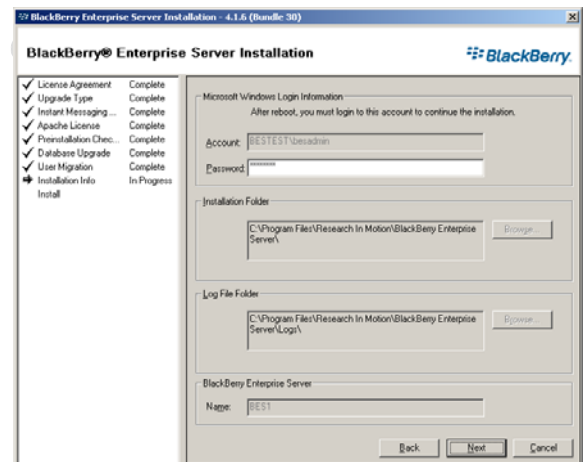 BlackBerry Enterprise Server Installation - 4.1.6 (Bundle 30)
BlackBerry® Enterprise Server Installation
BlackBerry.
License Agreement Complete
Upgrade Type Complete
Instant Messaging ... Complete
Apache License Complete
Preinstallation Chec... Complete
Database Upgrade Complete
User Migration Complete
Installation Info In Progress
Install
Microsoft Windows Login Information
After reboot, you must login to this account to continue the installation.
Account: BESTEST\besadmin
Password: ********
Installation Folder
C:\Program Files\Research In Motion\BlackBerry Enterprise
Server\
Browse...
Log File Folder
C:\Program Files\Research In Motion\BlackBerry Enterprise
Server\Logs\
Browse...
BlackBerry Enterprise Server
Name: BES1
Back Next Cancel